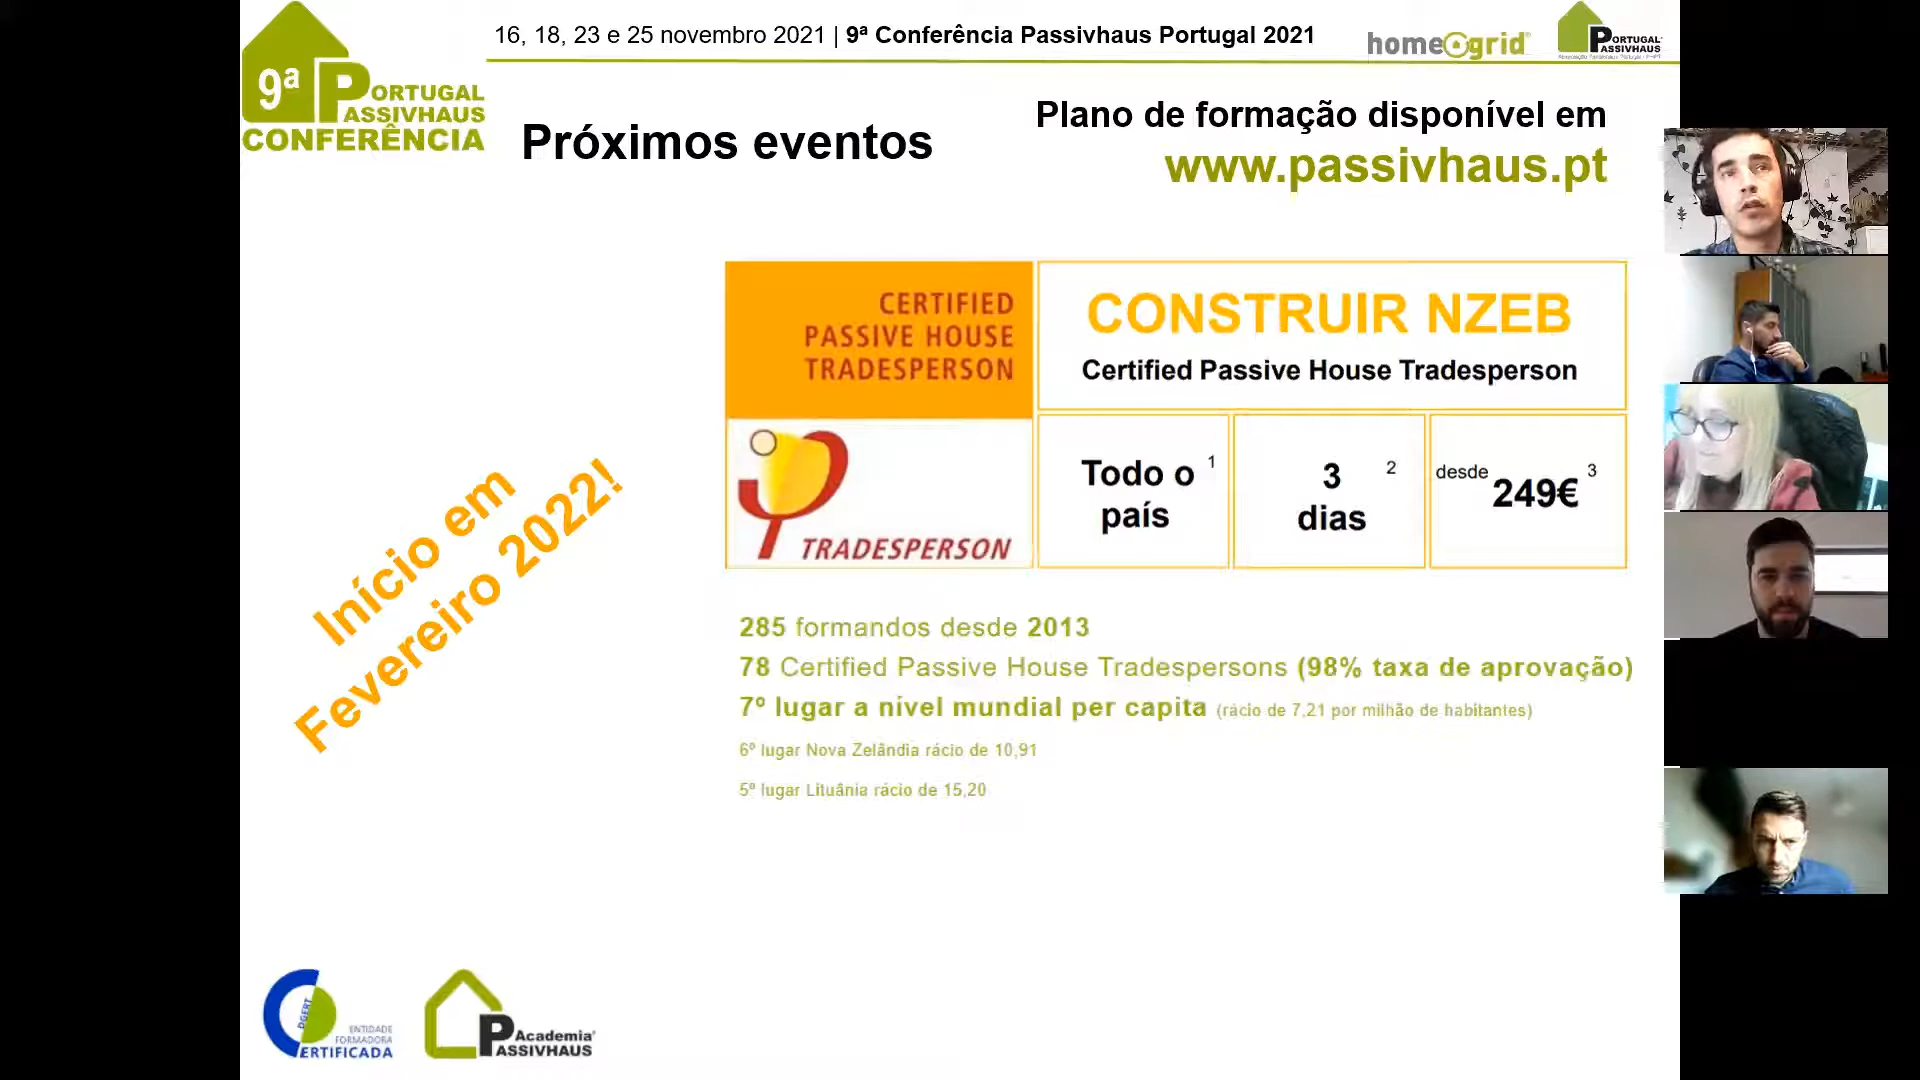 9ª PORTUGAL
PASSIVHAUS
CONFERÊNCIA
16, 18, 23 e 25 novembro 2021 | 9ª Conferência Passivhaus Portugal 2021
homegrid
PORTUGAL
PASSIVHAUS
Próximos eventos
Plano de formação disponível em
www.passivhaus.pt
CERTIFIED
PASSIVE HOUSE
TRADESPERSON
CONSTRUIR NZEB
Certified Passive House Tradesperson
TRADESPERSON
Todo o país 1
3 dias 2
desde 249€ 3
Início em
Fevereiro 2022!
285 formandos desde 2013
78 Certified Passive House Tradespersons (98% taxa de aprovação)
7º lugar a nível mundial per capita (rácio de 7,21 por milhão de habitantes)
6º lugar Nova Zelândia rácio de 10,91
5º lugar Lituânia rácio de 15,20
DGERT
ENTIDADE
FORMADORA
CERTIFICADA
Academia
PASSIVHAUS